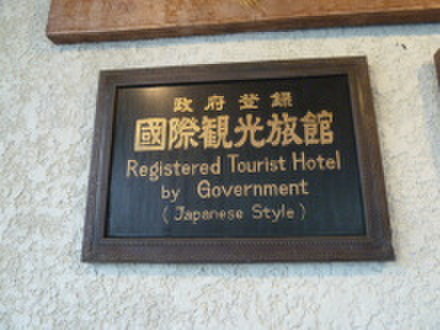 政府登録
國際観光旅館
Registered Tourist Hotel
by Government
(Japanese Style)